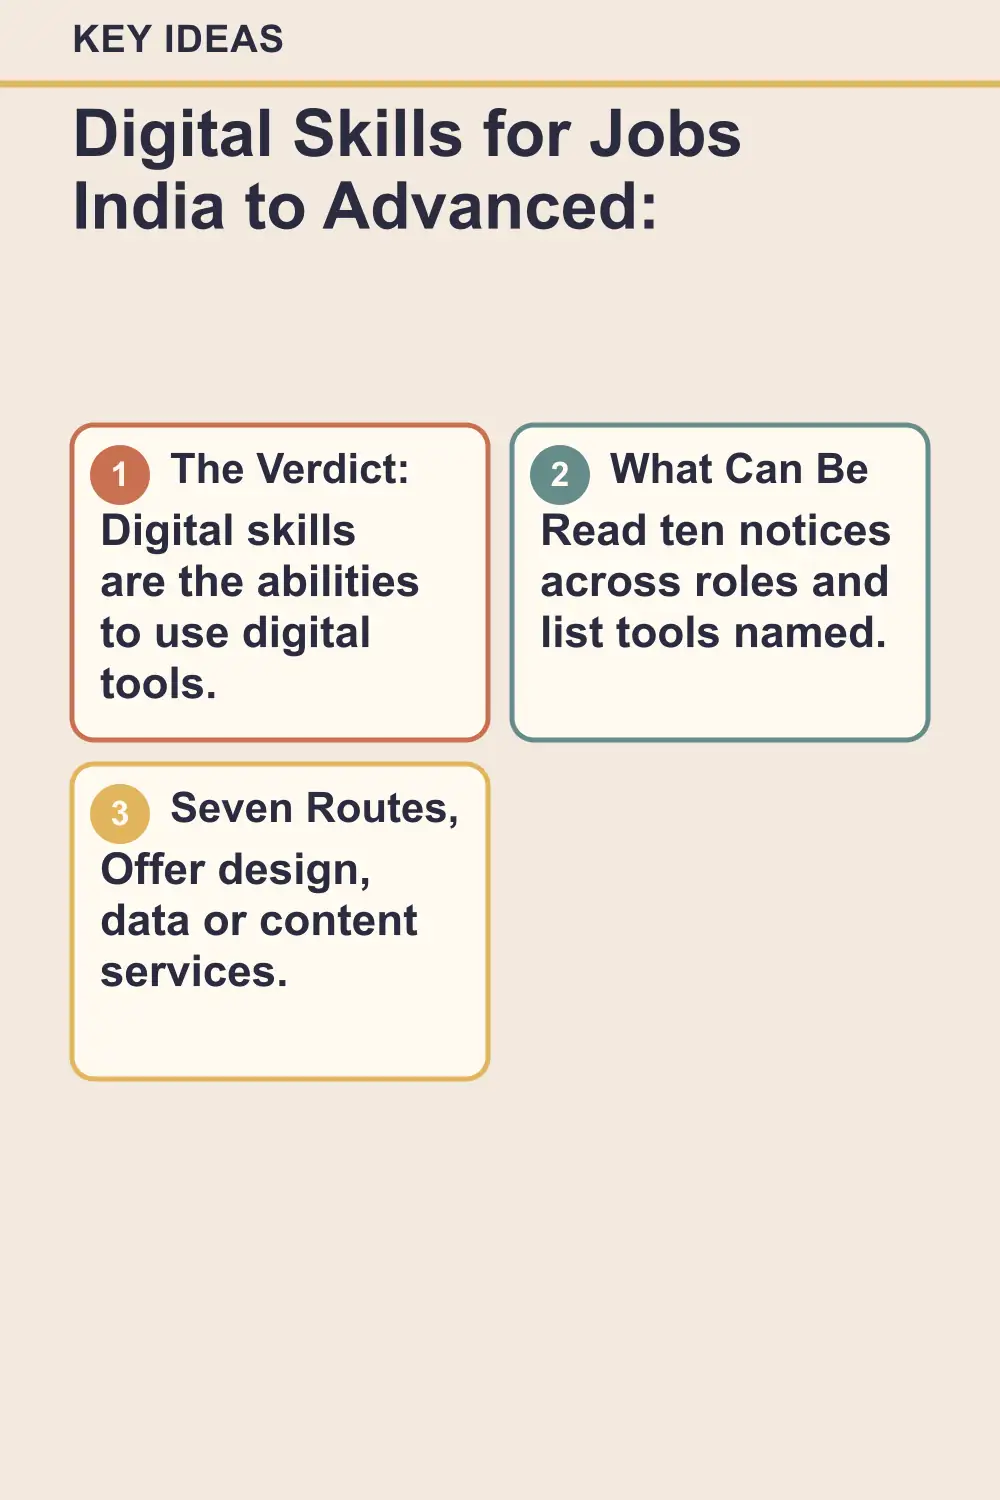 KEY IDEAS
Digital Skills for Jobs
India to Advanced:
1 The Verdict:
Digital skills
are the abilities
to use digital
tools.
2 What Can Be
Read ten notices
across roles and
list tools named.
3 Seven Routes,
Offer design,
data or content
services.